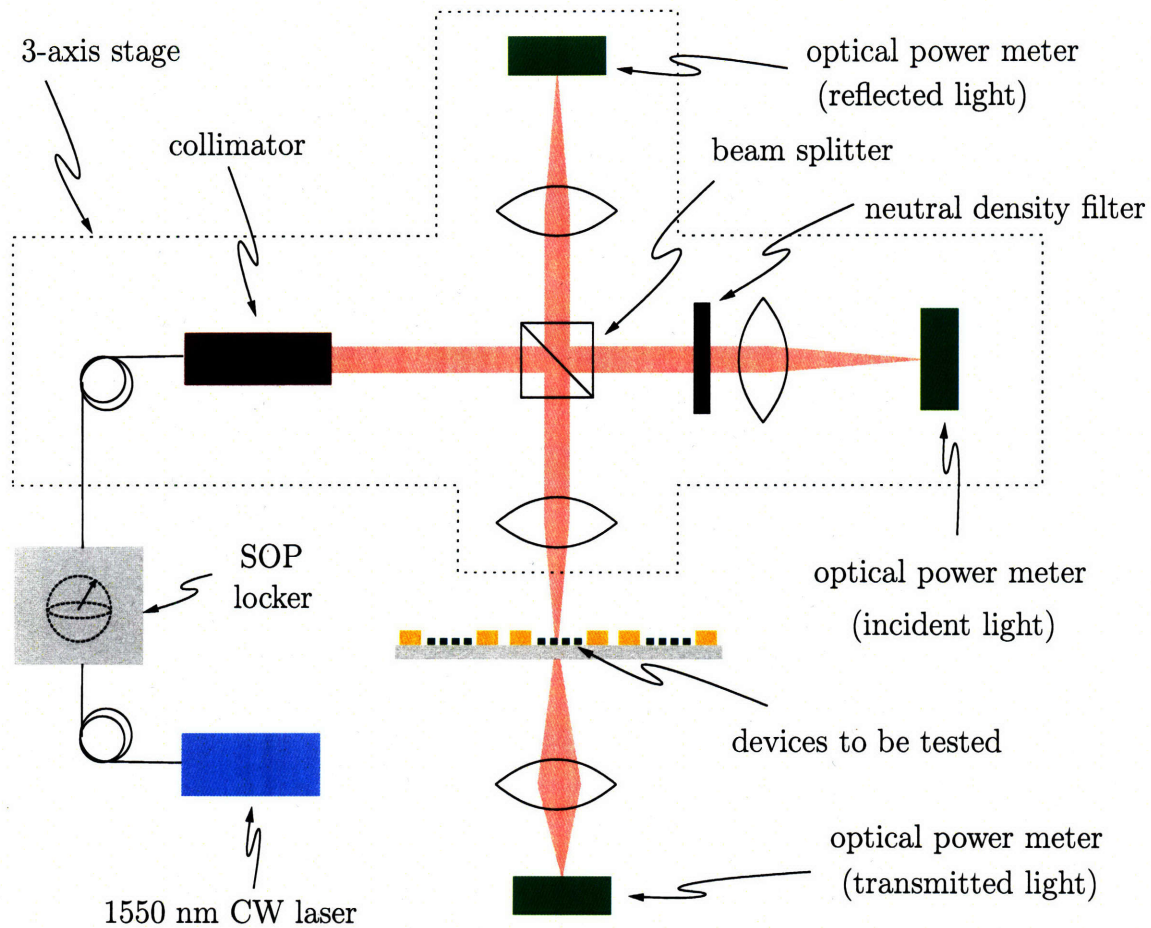 3-axis stage
optical power meter
(reflected light)
collimator
beam splitter
neutral density filter
SOP
locker
optical power meter
(incident light)
devices to be tested
optical power meter
(transmitted light)
1550 nm CW laser